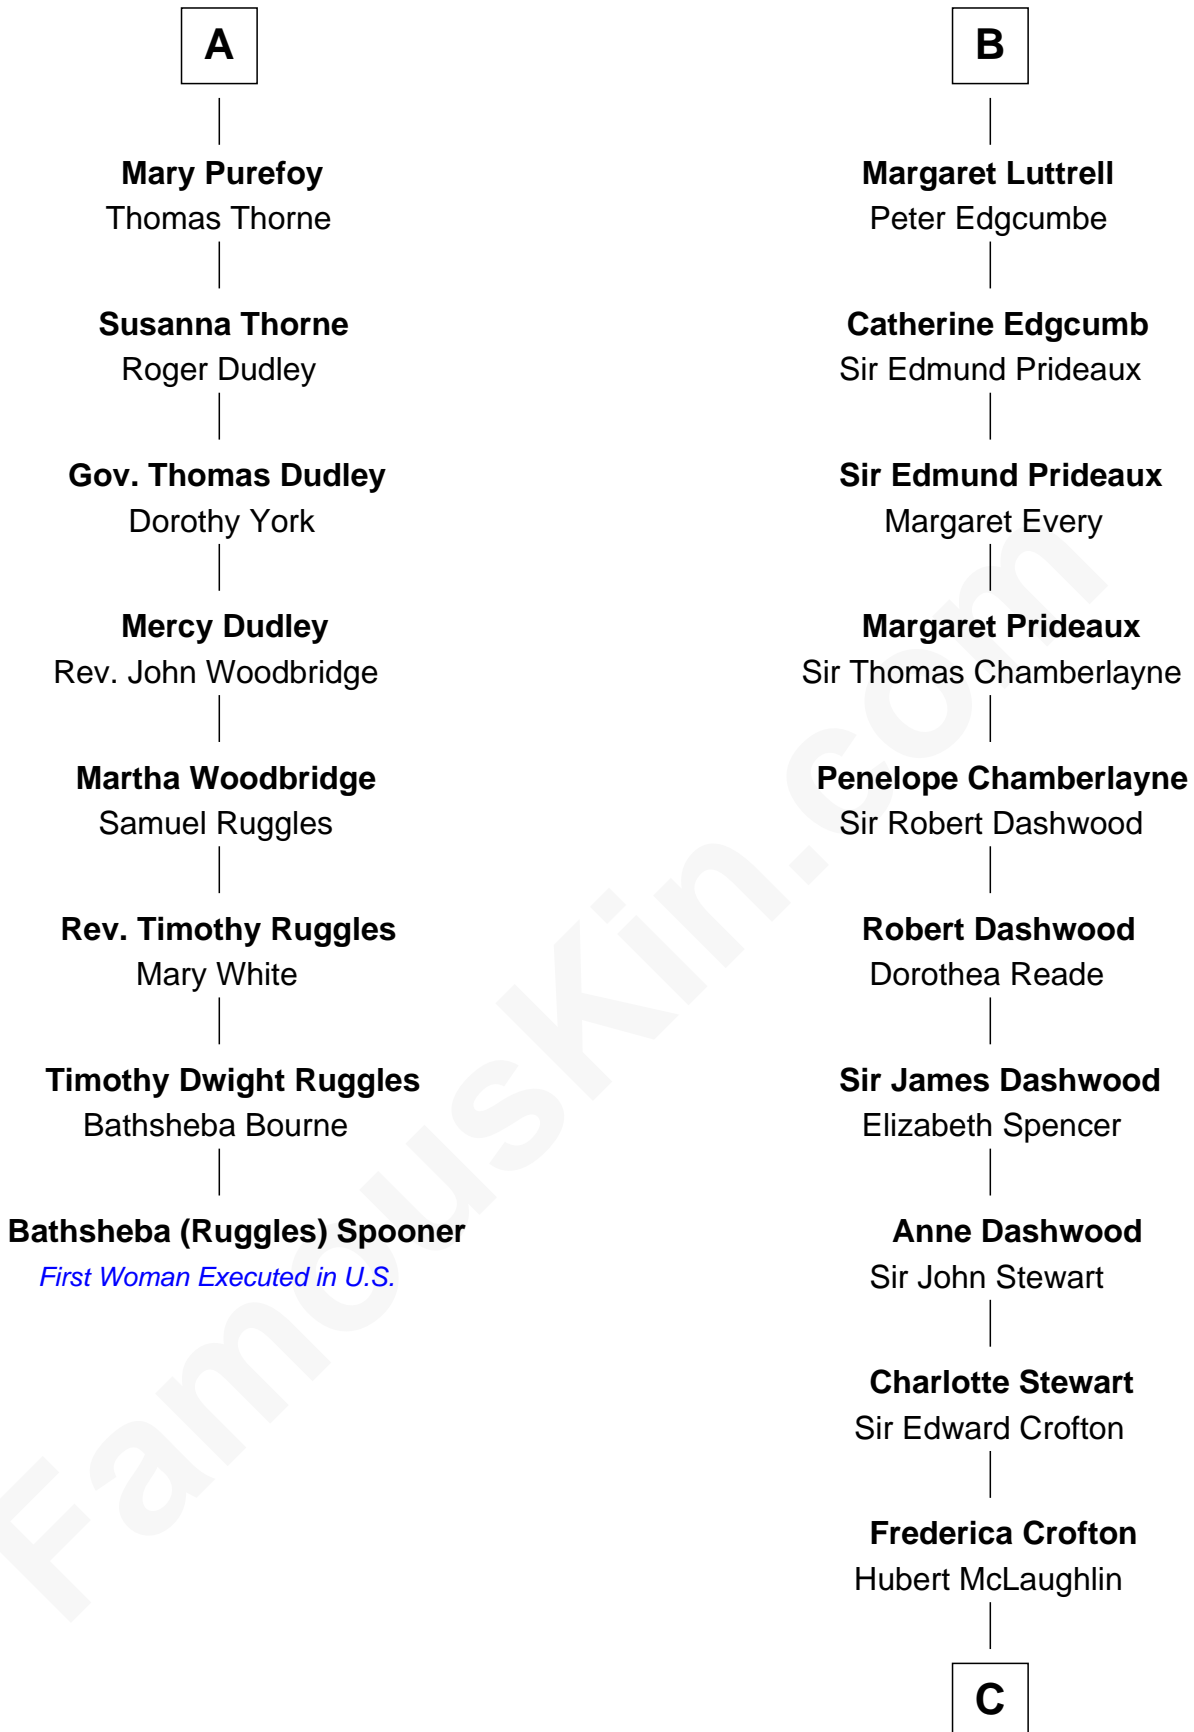 A
Mary Purefoy
Thomas Thorne
Susanna Thorne
Roger Dudley
Gov. Thomas Dudley
Dorothy York
Mercy Dudley
Rev. John Woodbridge
Martha Woodbridge
Samuel Ruggles
Rev. Timothy Ruggles
Mary White
Timothy Dwight Ruggles
Bathsheba Bourne
Bathsheba (Ruggles) Spooner
First Woman Executed in U.S.
B
Margaret Luttrell
Peter Edgcumbe
Catherine Edgcumb
Sir Edmund Prideaux
Sir Edmund Prideaux
Margaret Every
Margaret Prideaux
Sir Thomas Chamberlayne
Penelope Chamberlayne
Sir Robert Dashwood
Robert Dashwood
Dorothea Reade
Sir James Dashwood
Elizabeth Spencer
Anne Dashwood
Sir John Stewart
Charlotte Stewart
Sir Edward Crofton
Frederica Crofton
Hubert McLaughlin
C
FamousKin.com